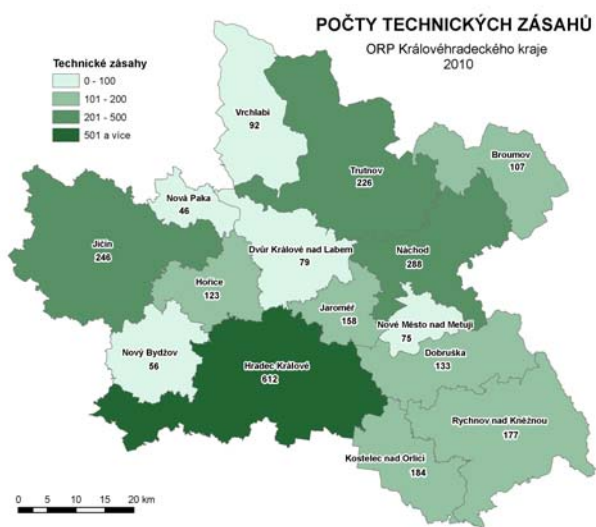 POČTY TECHNICKÝCH ZÁSAHŮ
ORP Královéhradeckého kraje
2010
Technické zásahy
0 - 100
101 - 200
201 - 500
501 a více
Vrchlabí
92
Trutnov
226
Broumov
107
Nová Paka
46
Jičín
246
Dvůr Králové nad Labem
79
Náchod
288
Hořice
123
Jaroměř
158
Nové Město nad Metují
75
Nový Bydžov
56
Hradec Králové
612
Dobruška
133
Rychnov nad Kněžnou
177
Kostelec nad Orlicí
184
0 5 10 15 20 km